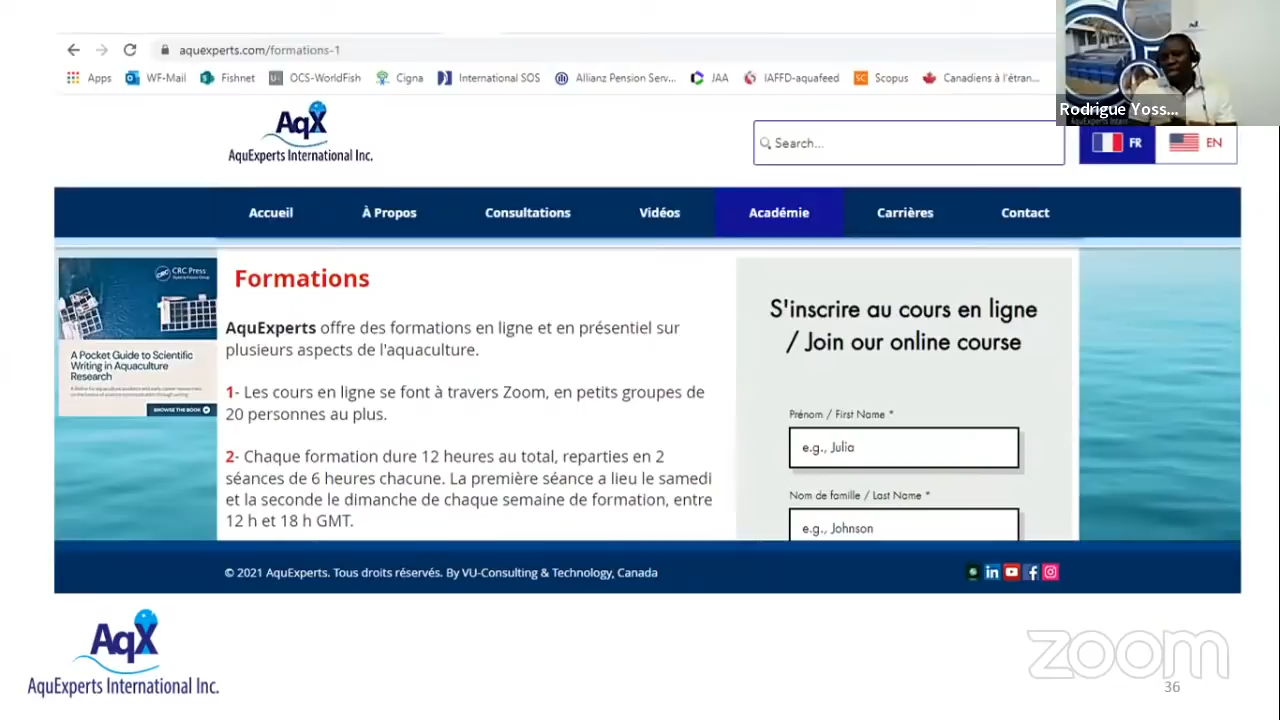 aquexperts.com/formations-1
Apps WF-Mail Fishnet OCS-WorldFish Cigna International SOS Allianz Pension Serv... JAA IAFFD-aquafeed Scopus Canadiens à l'étran...
Rodrigue Yoss...
AqX
AquExperts International Inc.
Search...
FR EN
Accueil À Propos Consultations Vidéos Académie Carrières Contact
CRC Press
A Pocket Guide to Scientific
Writing in Aquaculture
Research
BROWSE THE BOOK
Formations
AquExperts offre des formations en ligne et en présentiel sur
plusieurs aspects de l'aquaculture.
1- Les cours en ligne se font à travers Zoom, en petits groupes de
20 personnes au plus.
2- Chaque formation dure 12 heures au total, reparties en 2
séances de 6 heures chacune. La première séance a lieu le samedi
et la seconde le dimanche de chaque semaine de formation, entre
12 h et 18 h GMT.
S'inscrire au cours en ligne
/ Join our online course
Prénom / First Name *
e.g., Julia
Nom de famille / Last Name *
e.g., Johnson
© 2021 AquExperts. Tous droits réservés. By VU-Consulting & Technology, Canada
AqX
AquExperts International Inc.
zoom
36